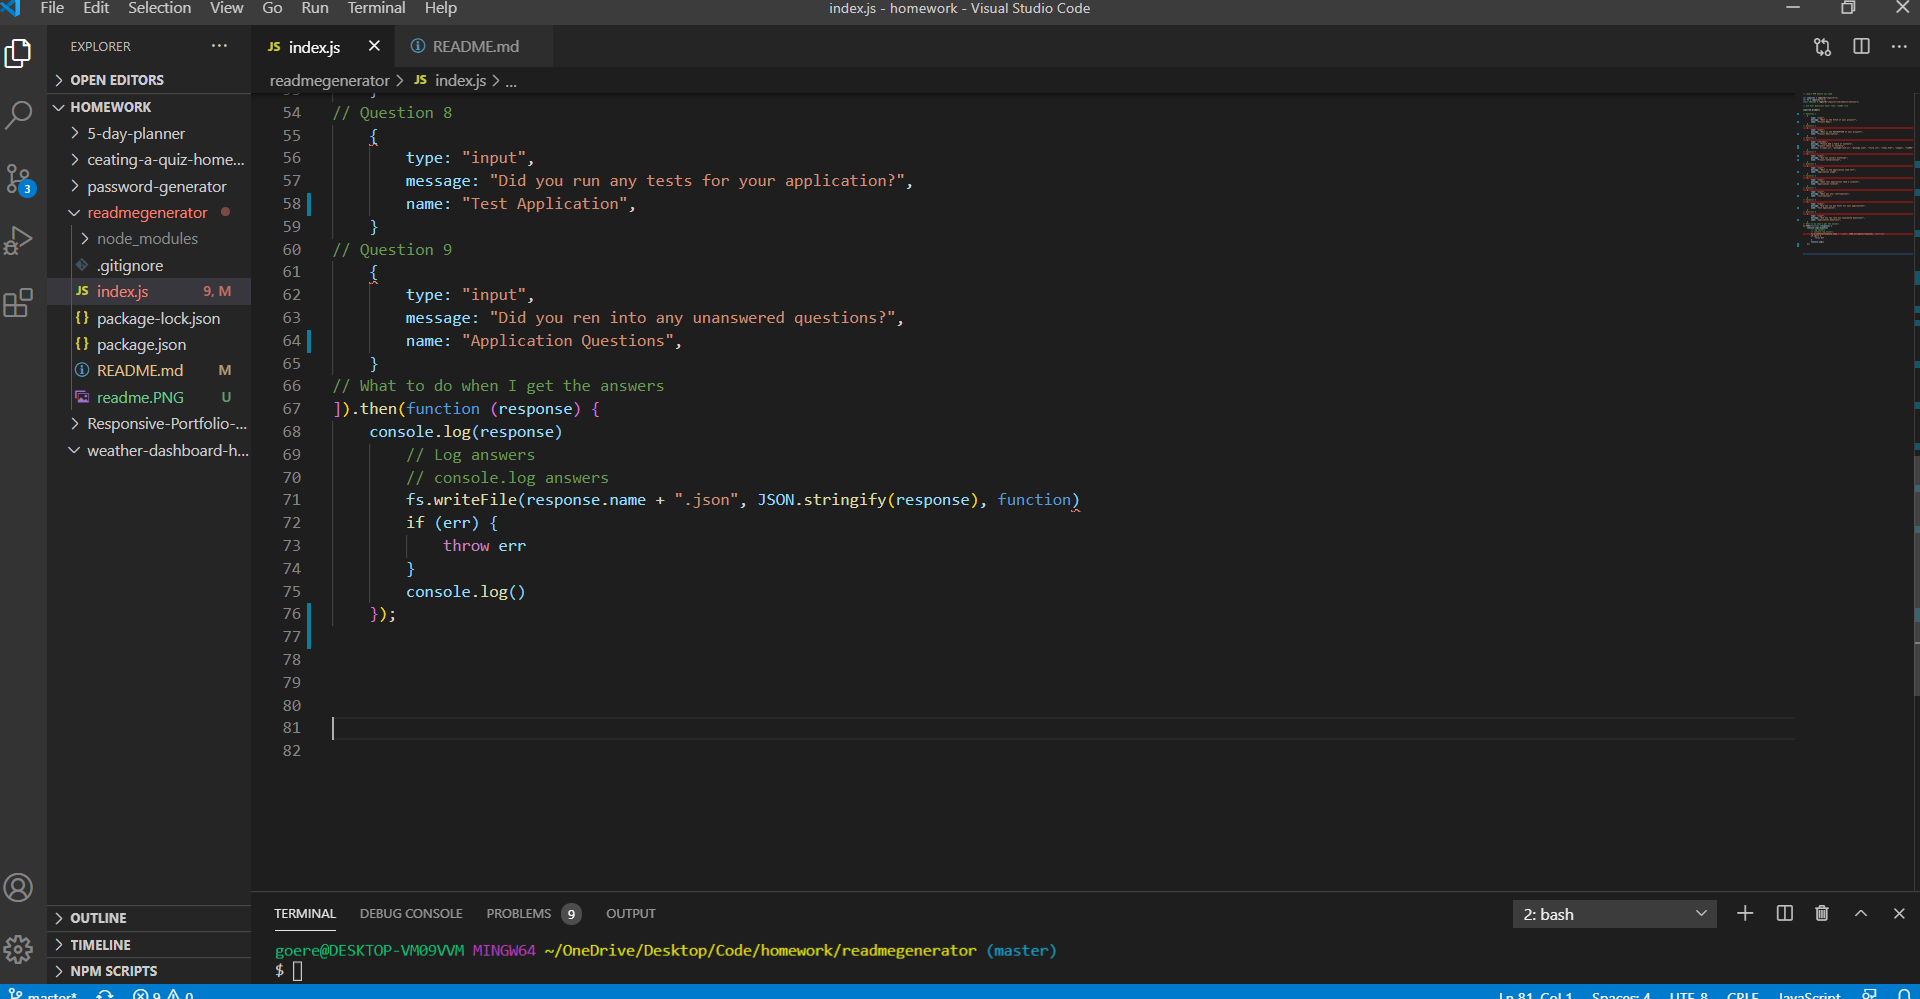 File Edit Selection View Go Run Terminal Help
index.js - homework - Visual Studio Code
EXPLORER ···
OPEN EDITORS
HOMEWORK
5-day-planner
ceating-a-quiz-home...
password-generator
readmegenerator
node_modules
.gitignore
JS index.js 9, M
{} package-lock.json
{} package.json
README.md M
readme.PNG U
Responsive-Portfolio-...
weather-dashboard-h...
OUTLINE
TIMELINE
NPM SCRIPTS
3
JS index.js README.md
readmegenerator > JS index.js > ...
54 // Question 8
55 {
56 type: "input",
57 message: "Did you run any tests for your application?",
58 name: "Test Application",
59 }
60 // Question 9
61 {
62 type: "input",
63 message: "Did you ren into any unanswered questions?",
64 name: "Application Questions",
65 }
66 // What to do when I get the answers
67 ]).then(function (response) {
68 console.log(response)
69 // Log answers
70 // console.log answers
71 fs.writeFile(response.name + ".json", JSON.stringify(response), function)
72 if (err) {
73 throw err
74 }
75 console.log()
76 });
77
78
79
80
81
82
TERMINAL DEBUG CONSOLE PROBLEMS 9 OUTPUT
2: bash
goere@DESKTOP-VM09VVM MINGW64 ~/OneDrive/Desktop/Code/homework/readmegenerator (master)
$
master* 9 0
Ln 81, Col 1 Spaces: 4 UTF-8 CRLF JavaScript